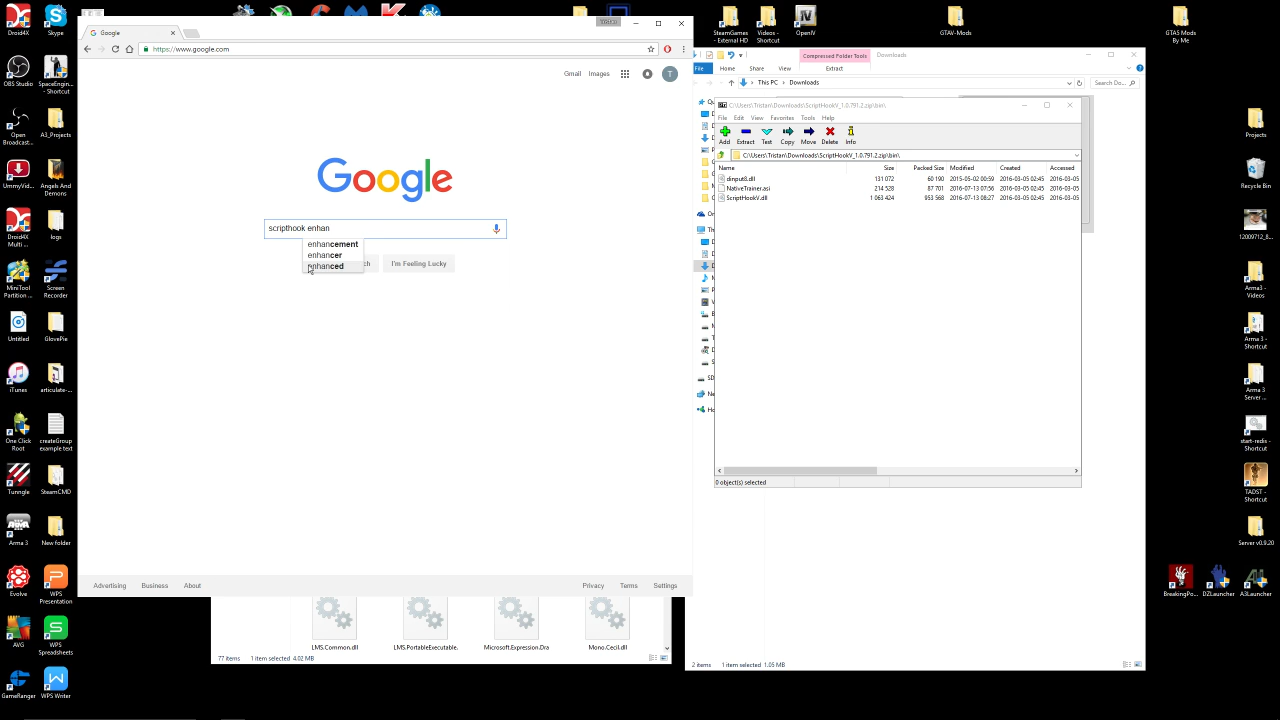 Droid4X
Skype
SteamGames
- External HD
Videos -
Shortcut
OpenIV
GTAV-Mods
GTA5 Mods
By Me
Google
https://www.google.com
Gmail
Images
T
Google
scripthook enhan
enhancement
enhancer
enhanced
I'm Feeling Lucky
Advertising
Business
About
Privacy
Terms
Settings
Compressed Folder Tools
Downloads
File
Home
Share
View
Extract
This PC
Downloads
Search Do...
C:\Users\Tristan\Downloads\ScriptHookV_1.0.791.2.zip\bin\
File
Edit
View
Favorites
Tools
Help
Add
Extract
Test
Copy
Move
Delete
Info
C:\Users\Tristan\Downloads\ScriptHookV_1.0.791.2.zip\bin\
Name
Size
Packed Size
Modified
Created
Accessed
dinput8.dll
131 072
60 190
2015-05-02 00:59
2016-03-05 02:45
2016-03-05
NativeTrainer.asi
214 528
87 701
2016-07-13 07:56
2016-03-05 02:45
2016-03-05
ScriptHookV.dll
1 063 424
953 568
2016-07-13 08:27
2016-03-05 02:45
2016-03-05
0 object(s) selected
2 items
1 item selected 1.05 MB
LMS.Common.dll
LMS.PortableExecutable.
Microsoft.Expression.Dra
Mono.Cecil.dll
77 items
1 item selected 4.02 MB
OBS Studio
SpaceEngin...
- Shortcut
Open
Broadcast...
A3_Projects
UmmyVid...
Angels And
Demons
Droid4X
Multi ...
logs
MiniTool
Partition ...
Screen
Recorder
Untitled
GlovePie
iTunes
articulate-...
One Click
Root
createGroup
example text
Tunngle
SteamCMD
Arma 3
New folder
Evolve
WPS
Presentation
AVG
WPS
Spreadsheets
GameRanger
WPS Writer
Projects
Recycle Bin
12009712_8...
Arma3 -
Videos
Arma 3 -
Shortcut
Arma 3
Server ...
start-redis -
Shortcut
TADST -
Shortcut
Server v0.9.20
BreakingPo...
DZLauncher
A3Launcher